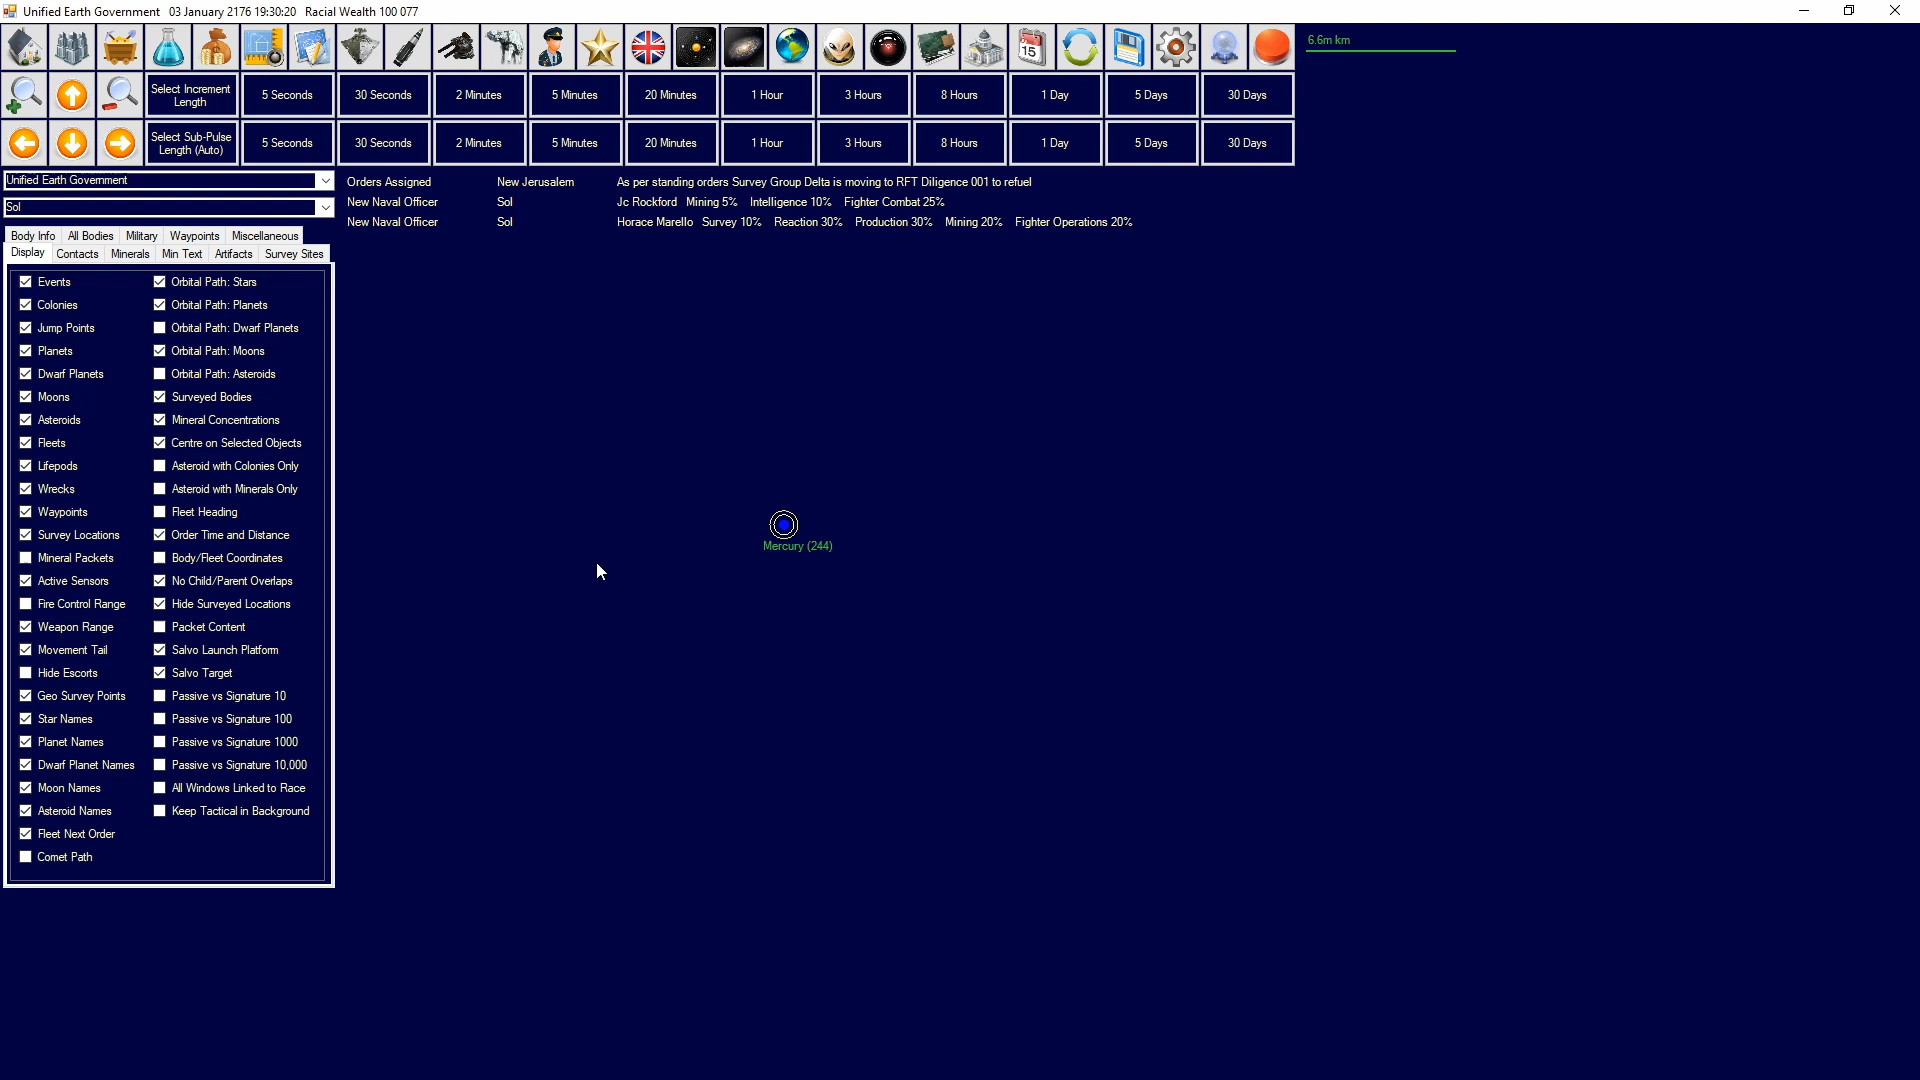 Unified Earth Government   03 January 2176 19:30:20   Racial Wealth 100 077
15
6.6m km
Select Increment Length
5 Seconds
30 Seconds
2 Minutes
5 Minutes
20 Minutes
1 Hour
3 Hours
8 Hours
1 Day
5 Days
30 Days
Select Sub-Pulse Length (Auto)
5 Seconds
30 Seconds
2 Minutes
5 Minutes
20 Minutes
1 Hour
3 Hours
8 Hours
1 Day
5 Days
30 Days
Unified Earth Government
Sol
Orders Assigned   New Jerusalem   As per standing orders Survey Group Delta is moving to RFT Diligence 001 to refuel
New Naval Officer   Sol   Jc Rockford   Mining 5%   Intelligence 10%   Fighter Combat 25%
New Naval Officer   Sol   Horace Marello   Survey 10%   Reaction 30%   Production 30%   Mining 20%   Fighter Operations 20%
Body Info   All Bodies   Military   Waypoints   Miscellaneous
Display   Contacts   Minerals   Min Text   Artifacts   Survey Sites
Events   Orbital Path: Stars
Colonies   Orbital Path: Planets
Jump Points   Orbital Path: Dwarf Planets
Planets   Orbital Path: Moons
Dwarf Planets   Orbital Path: Asteroids
Moons   Surveyed Bodies
Asteroids   Mineral Concentrations
Fleets   Centre on Selected Objects
Lifepods   Asteroid with Colonies Only
Wrecks   Asteroid with Minerals Only
Waypoints   Fleet Heading
Survey Locations   Order Time and Distance
Mineral Packets   Body/Fleet Coordinates
Active Sensors   No Child/Parent Overlaps
Fire Control Range   Hide Surveyed Locations
Weapon Range   Packet Content
Movement Tail   Salvo Launch Platform
Hide Escorts   Salvo Target
Geo Survey Points   Passive vs Signature 10
Star Names   Passive vs Signature 100
Planet Names   Passive vs Signature 1000
Dwarf Planet Names   Passive vs Signature 10,000
Moon Names   All Windows Linked to Race
Asteroid Names   Keep Tactical in Background
Fleet Next Order
Comet Path
Mercury (244)